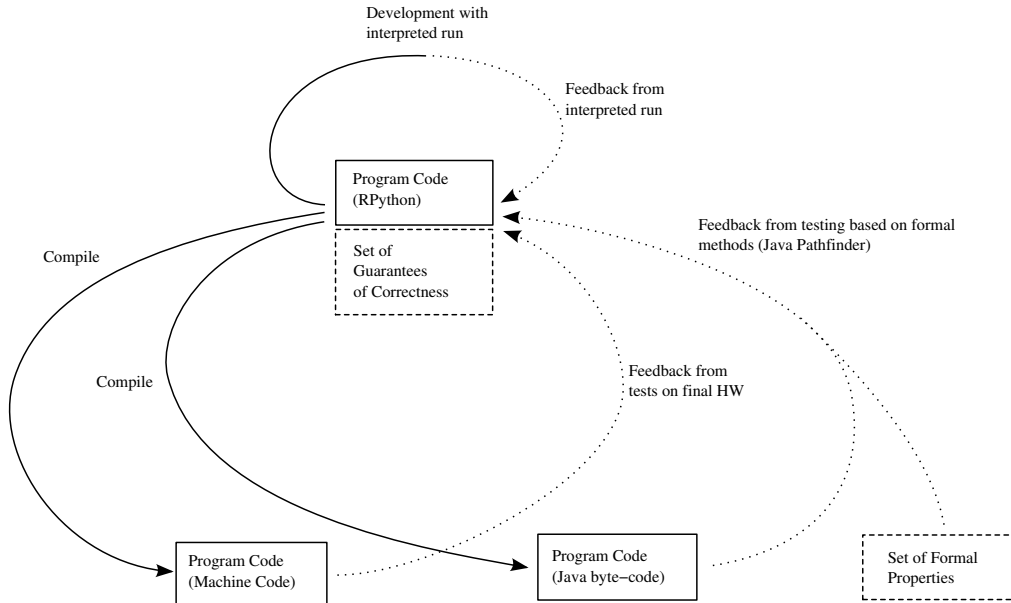 Development with
interpreted run
Feedback from
interpreted run
Program Code
(RPython)
Feedback from testing based on formal
methods (Java Pathfinder)
Compile
Set of
Guarantees
of Correctness
Compile
Feedback from
tests on final HW
Program Code
(Machine Code)
Program Code
(Java byte−code)
Set of Formal
Properties